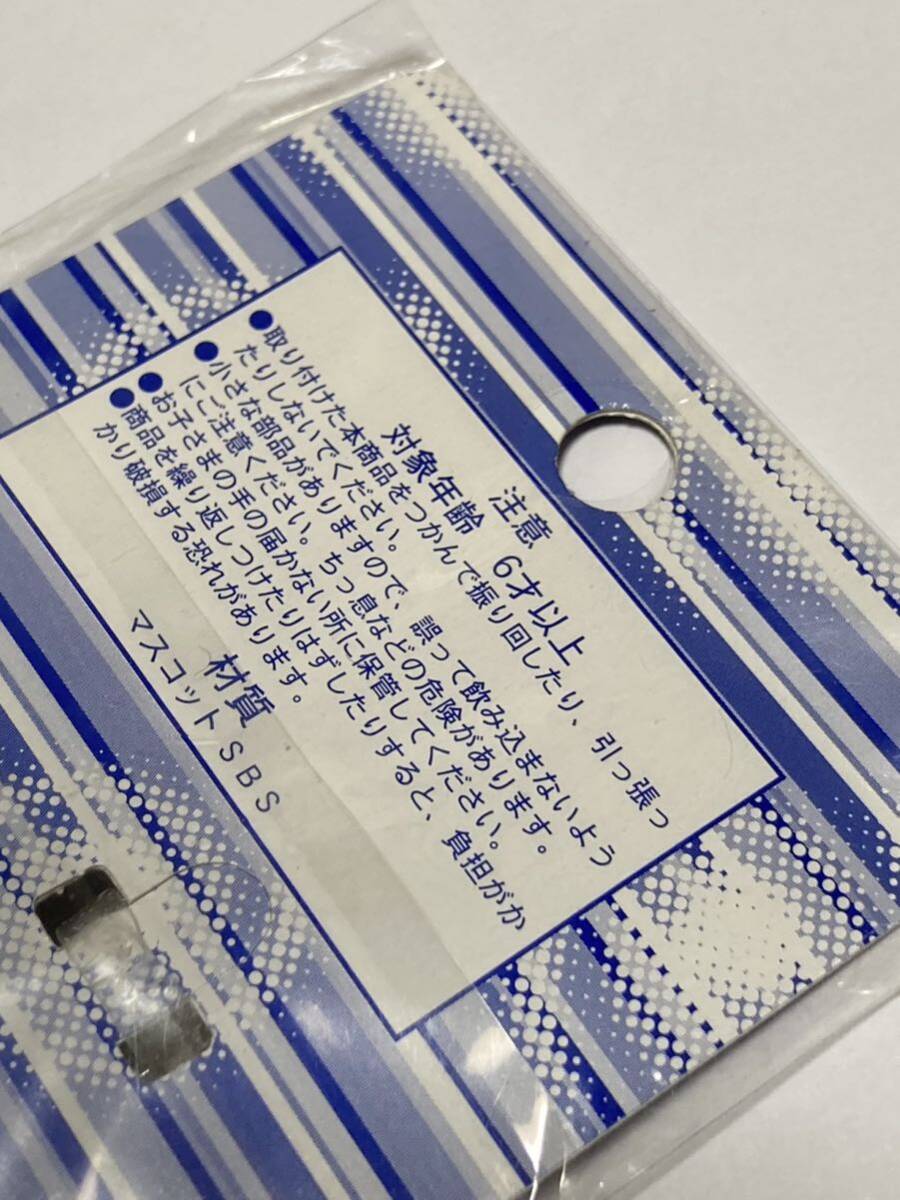 注意
対象年齢 6才以上
●取り付けた本商品をつかんで振り回したり、引っ張っ
たりしないでください。
●小さな部品がありますので、誤って飲み込まないよう
にご注意ください。ちっ息などの危険があります。
●お子さまの手の届かない所に保管してください。
●商品を繰り返しつけたりはずしたりすると、負担がか
かり破損する恐れがあります。
材質
マスコット SBS